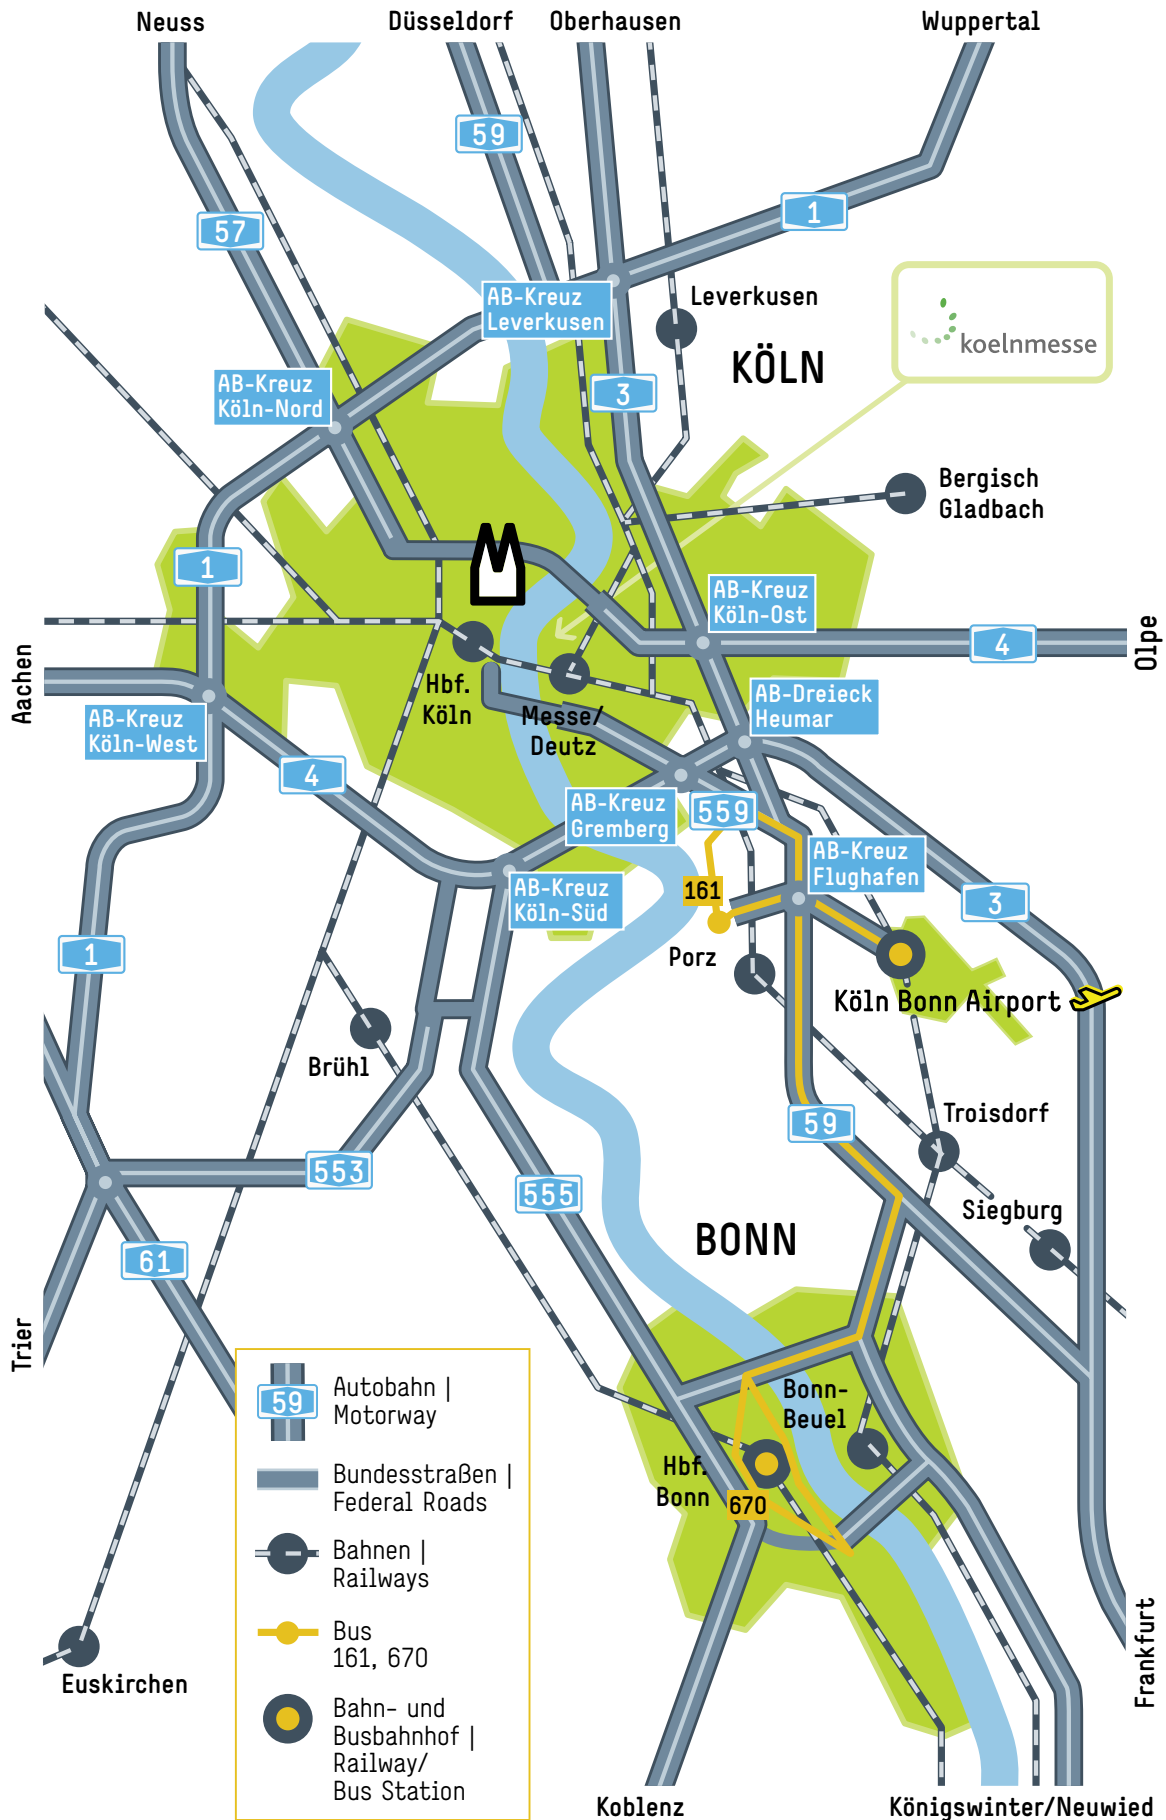 Neuss
Düsseldorf
Oberhausen
Wuppertal
59
1
57
AB-Kreuz
Leverkusen
Leverkusen
koelnmesse
KÖLN
AB-Kreuz
Köln-Nord
3
Bergisch
Gladbach
1
AB-Kreuz
Köln-Ost
4
Olpe
Aachen
Hbf.
Köln
Messe/
Deutz
AB-Dreieck
Heumar
AB-Kreuz
Köln-West
4
AB-Kreuz
Gremberg
559
AB-Kreuz
Flughafen
AB-Kreuz
Köln-Süd
161
3
1
Porz
Köln Bonn Airport
Brühl
59
Troisdorf
553
555
Siegburg
BONN
61
Trier
59
Autobahn |
Motorway
Bundesstraßen |
Federal Roads
Bahnen |
Railways
Bus
161, 670
Bahn- und
Busbahnhof |
Railway/
Bus Station
Bonn-
Beuel
Hbf.
Bonn
670
Euskirchen
Frankfurt
Koblenz
Königswinter/Neuwied